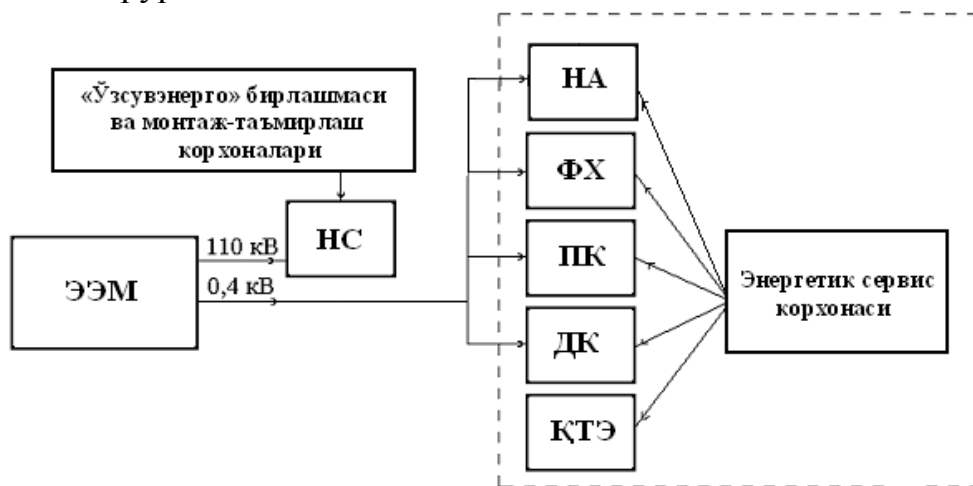 «Ўзсувэнерго» бирлашмаси
ва монтаж-таъмирлаш
корхоналари
НА
ФХ
НС
110 кВ
ЭЭМ
0,4 кВ
ПК
Энергетик сервис
корхонаси
ДК
ҚТЭ